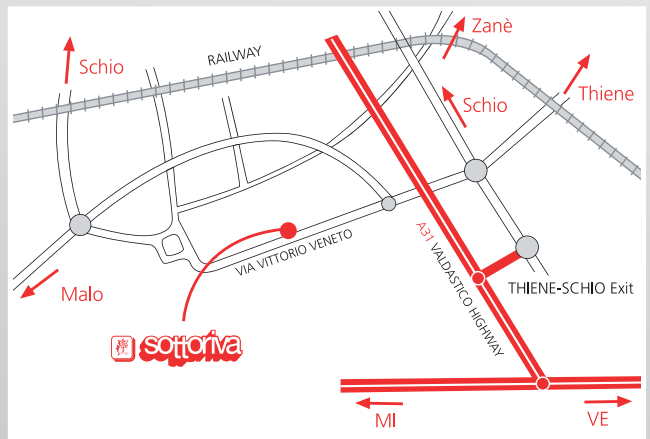 Zanè
RAILWAY
Schio
Schio
Thiene
VIA VITTORIO VENETO
A31 VALDASTICO HIGHWAY
THIENE-SCHIO Exit
Malo
sottoriva
MI
VE